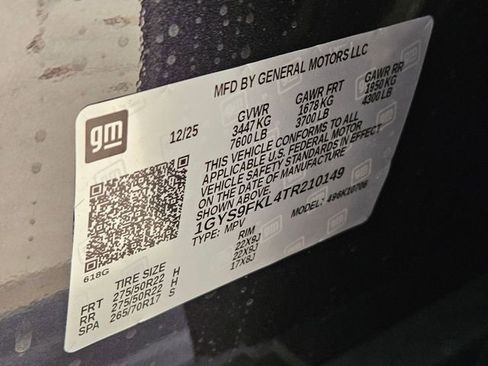 MFD BY GENERAL MOTORS LLC
gm
12/25
GVWR GAWR FRT GAWR RR
3447 KG 1678 KG 1950 KG
7600 LB 3700 LB 4300 LB
THIS VEHICLE CONFORMS TO ALL
APPLICABLE U.S. FEDERAL MOTOR
VEHICLE SAFETY STANDARDS IN EFFECT
ON THE DATE OF MANUFACTURE
SHOWN ABOVE.
1GYS9FKL4TR210149
TYPE: MPV MODEL: 496K10706
618G
TIRE SIZE RIM
FRT 275/50R22 H 22X9J
RR 275/50R22 H 22X9J
SPA 265/70R17 S 17X8J